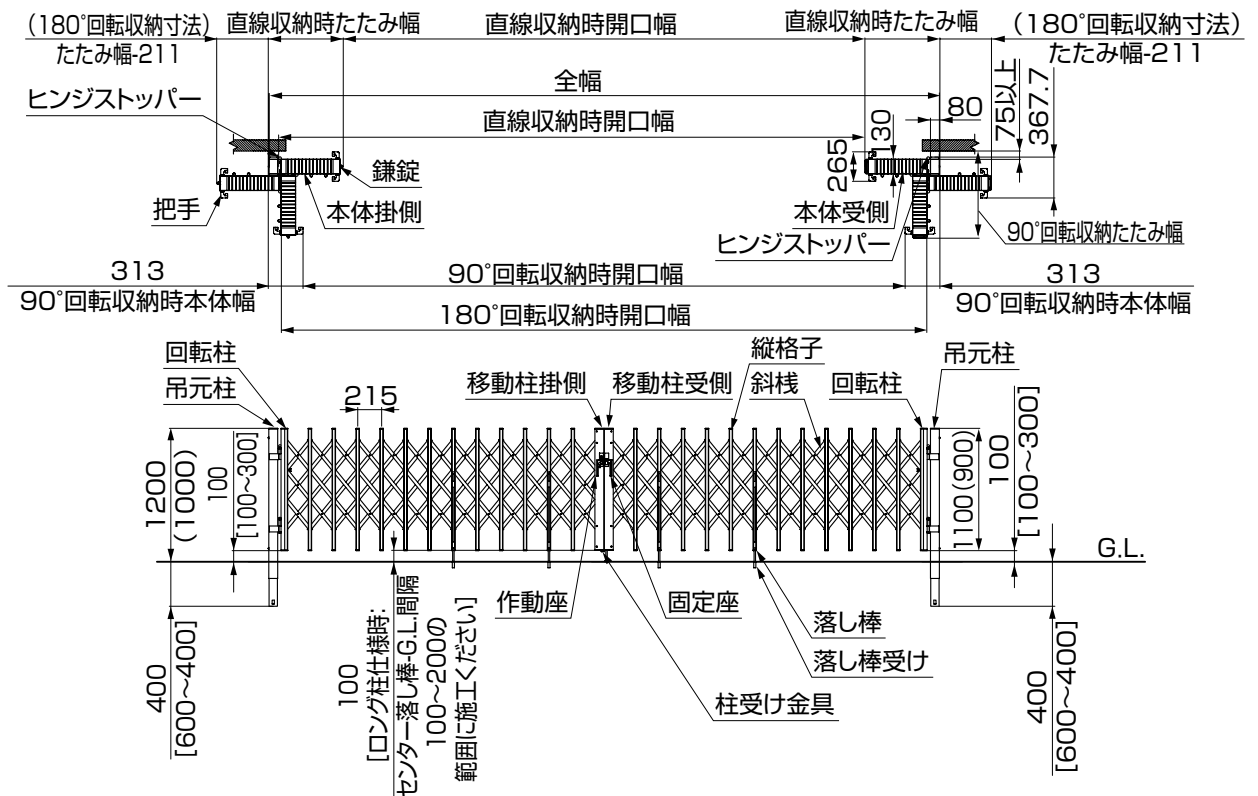 (180°回転収納寸法)
たたみ幅-211
直線収納時たたみ幅
直線収納時開口幅
直線収納時たたみ幅
(180°回転収納寸法)
たたみ幅-211
全幅
ヒンジストッパー
直線収納時開口幅
130
265
80
75以上
367.7
鎌錠
把手
本体掛側
本体受側
ヒンジストッパー
90°回転収納たたみ幅
313
90°回転収納時本体幅
90°回転収納時開口幅
313
90°回転収納時本体幅
180°回転収納時開口幅
回転柱
吊元柱
215
移動柱掛側
移動柱受側
縦格子
斜桟
回転柱
吊元柱
1200
(1000)
100
[100~300]
1100(900)
100
[100~300]
G.L.
作動座
固定座
落し棒
落し棒受け
柱受け金具
400
[600~400]
100
[ロング柱仕様時:
センター落し棒-G.L.間隔
100~200の
範囲に施工ください]
400
[600~400]